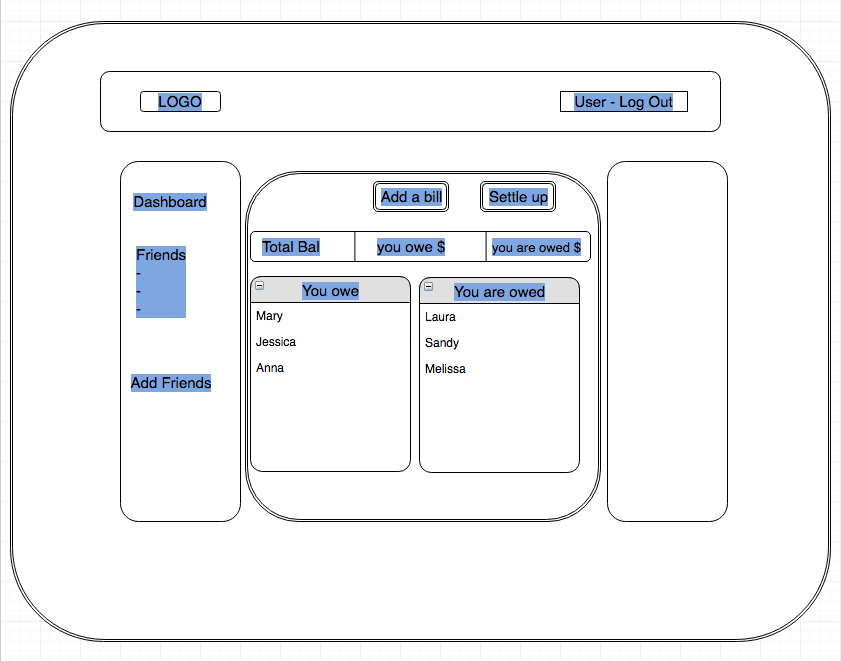 LOGO
User - Log Out
Dashboard
Friends
-
-
-
Add Friends
Add a bill
Settle up
Total Bal
you owe $
you are owed $
You owe
Mary
Jessica
Anna
You are owed
Laura
Sandy
Melissa